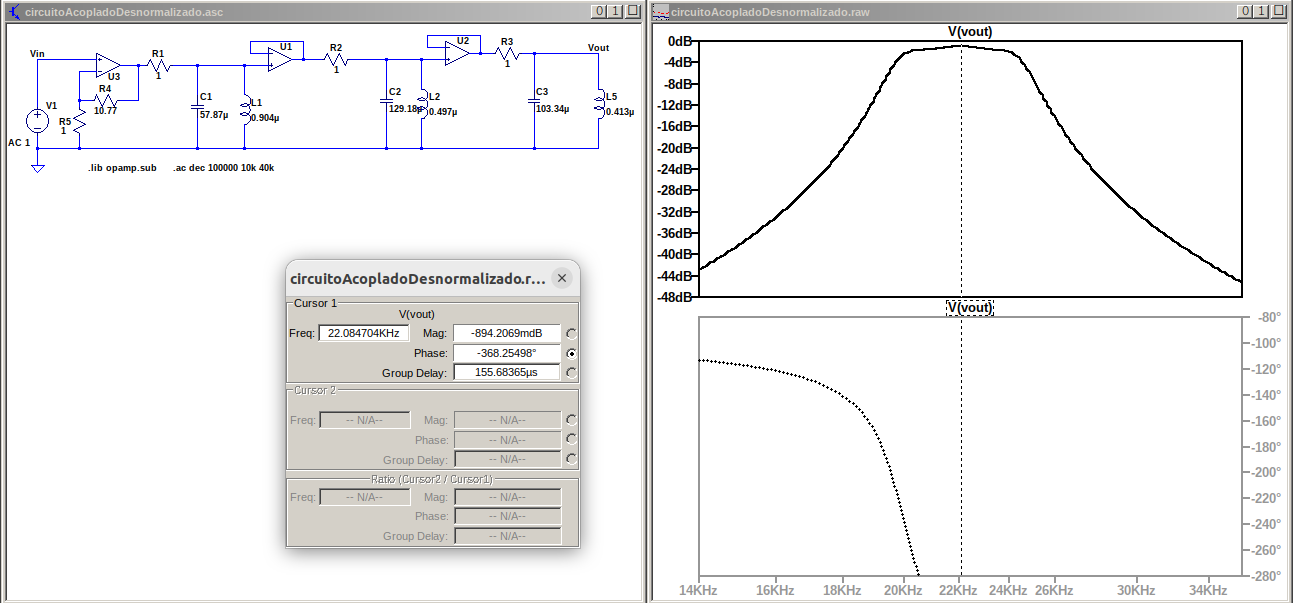 circuitoAcopladoDesnormalizado.asc
Vin
U3
R1
1
R4
10.77
V1
R5
1
AC 1
C1
57.87µ
L1
0.904µ
U1
R2
1
C2
129.18µ
L2
0.497µ
U2
R3
1
C3
103.34µ
Vout
L5
0.413µ
.lib opamp.sub .ac dec 100000 10k 40k
circuitoAcopladoDesnormalizado.r...
Cursor 1
V(vout)
Freq: 22.084704KHz Mag: -894.2069mdB
Phase: -368.25498°
Group Delay: 155.68365µs
Cursor 2
Freq: -- N/A-- Mag: -- N/A--
Phase: -- N/A--
Group Delay: -- N/A--
Ratio (Cursor2 / Cursor1)
Freq: -- N/A-- Mag: -- N/A--
Phase: -- N/A--
Group Delay: -- N/A--
circuitoAcopladoDesnormalizado.raw
V(vout)
0dB
-4dB
-8dB
-12dB
-16dB
-20dB
-24dB
-28dB
-32dB
-36dB
-40dB
-44dB
-48dB
V(vout)
-80°
-100°
-120°
-140°
-160°
-180°
-200°
-220°
-240°
-260°
-280°
14KHz 16KHz 18KHz 20KHz 22KHz 24KHz 26KHz 30KHz 34KHz